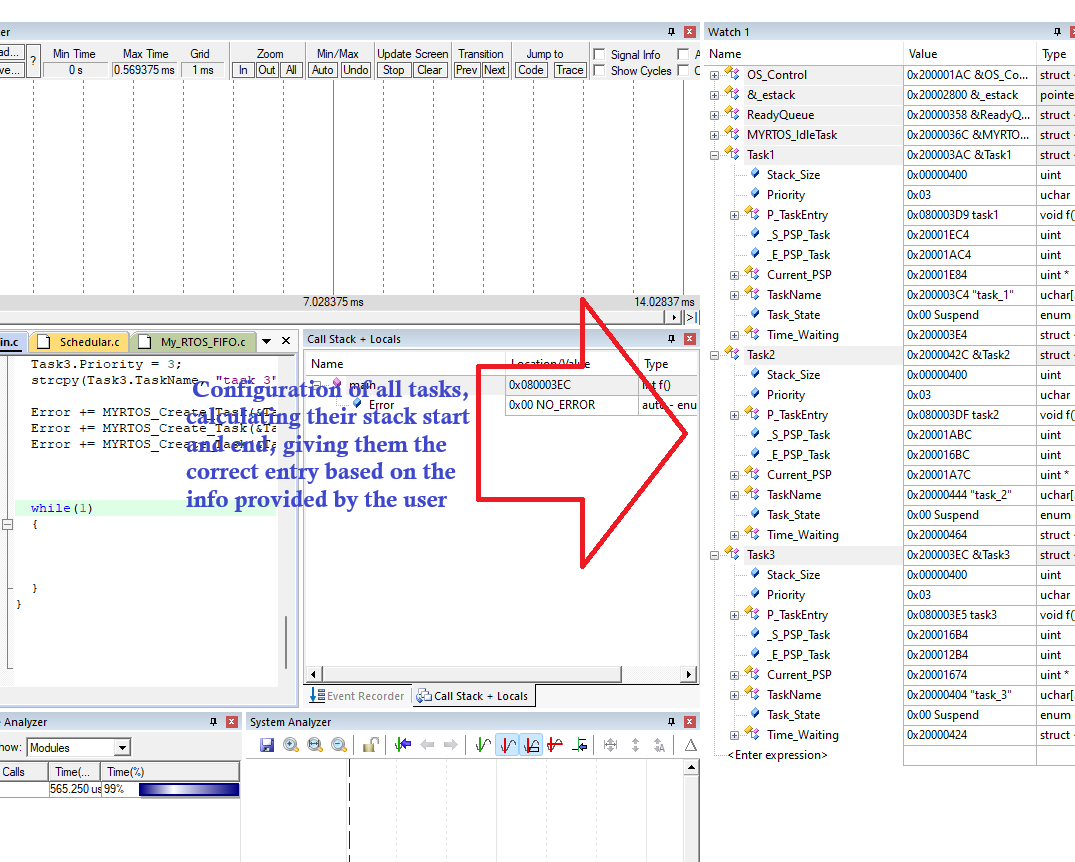 er
ad...
ve...
?
Min Time
Max Time
Grid
Zoom
Min/Max
Update Screen
Transition
Jump to
Signal Info
0 s
0.569375 ms
1 ms
In
Out
All
Auto
Undo
Stop
Clear
Prev
Next
Code
Trace
Show Cycles
7.028375 ms
14.02837 ms
in.c
Schedular.c
My_RTOS_FIFO.c
Task3.Priority = 3;
strcpy(Task3.TaskName, "task_3"
Error += MYRTOS_Create_Task(&Ta
Error += MYRTOS_Create_Task(&Ta
Error += MYRTOS_Create_Task(&Ta
while(1)
{
}
}
Configuration of all tasks,
calculating their stack start
and end, giving them the
correct entry based on the
info provided by the user
Call Stack + Locals
Name
Location/Value
Type
main
0x080003EC
int f()
Error
0x00 NO_ERROR
auto - enu
Event Recorder
Call Stack + Locals
Analyzer
how:
Modules
Calls
Time(...
Time(%)
565.250 us
99%
System Analyzer
Watch 1
Name
Value
Type
OS_Control
0x200001AC &OS_Co...
struct
&_estack
0x20002800 &_estack
pointe
ReadyQueue
0x20000358 &ReadyQ...
struct
MYRTOS_IdleTask
0x2000036C &MYRTO...
struct
Task1
0x200003AC &Task1
struct
Stack_Size
0x00000400
uint
Priority
0x03
uchar
P_TaskEntry
0x080003D9 task1
void f()
_S_PSP_Task
0x20001EC4
uint
_E_PSP_Task
0x20001AC4
uint
Current_PSP
0x20001E84
uint *
TaskName
0x200003C4 "task_1"
uchar[
Task_State
0x00 Suspend
enum
Time_Waiting
0x200003E4
struct
Task2
0x2000042C &Task2
struct
Stack_Size
0x00000400
uint
Priority
0x03
uchar
P_TaskEntry
0x080003DF task2
void f()
_S_PSP_Task
0x20001ABC
uint
_E_PSP_Task
0x200016BC
uint
Current_PSP
0x20001A7C
uint *
TaskName
0x20000444 "task_2"
uchar[
Task_State
0x00 Suspend
enum
Time_Waiting
0x20000464
struct
Task3
0x200003EC &Task3
struct
Stack_Size
0x00000400
uint
Priority
0x03
uchar
P_TaskEntry
0x080003E5 task3
void f()
_S_PSP_Task
0x200016B4
uint
_E_PSP_Task
0x200012B4
uint
Current_PSP
0x20001674
uint *
TaskName
0x20000404 "task_3"
uchar[
Task_State
0x00 Suspend
enum
Time_Waiting
0x20000424
struct
<Enter expression>